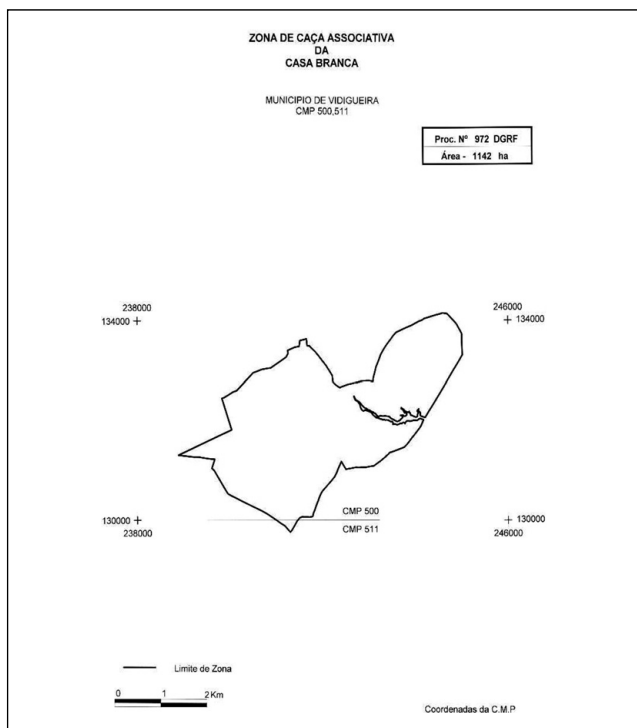 ZONA DE CAÇA ASSOCIATIVA
DA
CASA BRANCA
MUNICIPIO DE VIDIGUEIRA
CMP 500,511
Proc. Nº 972 DGRF
Área - 1142 ha
238000
134000
246000
134000
CMP 500
130000
130000
CMP 511
238000
246000
Limite de Zona
0 1 2 Km
Coordenadas da C.M.P